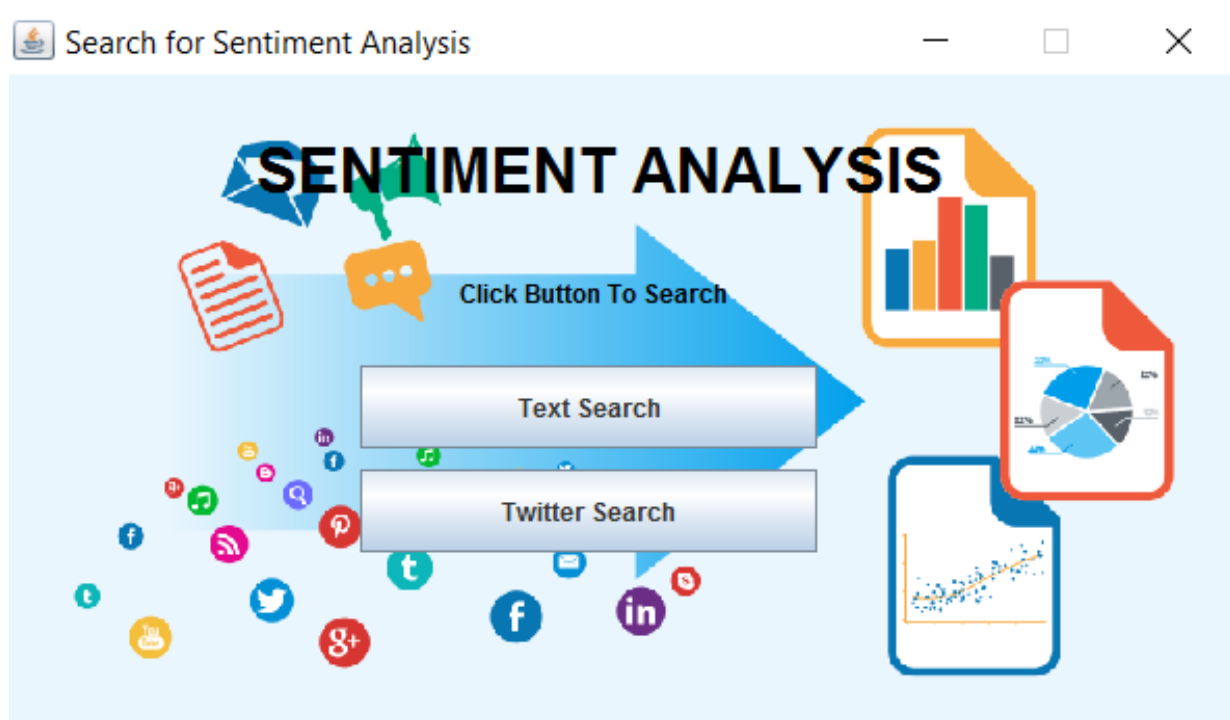 Search for Sentiment Analysis
SENTIMENT ANALYSIS
Click Button To Search
Text Search
Twitter Search